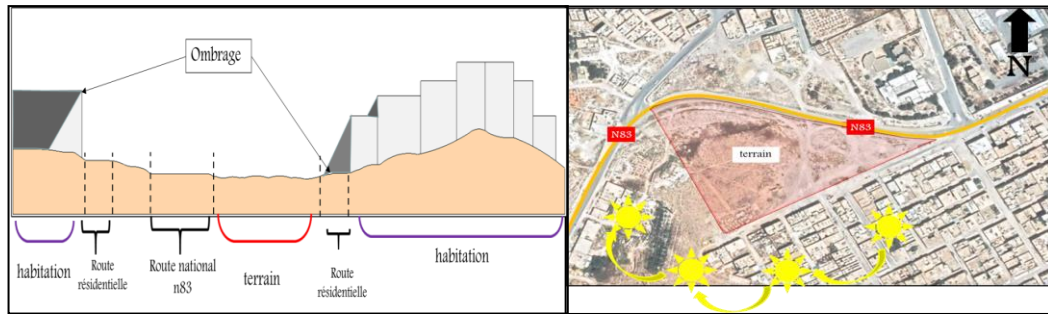 Ombrage
habitation
Route
résidentielle
Route national
n83
terrain
Route
résidentielle
habitation
N
N83
N83
terrain